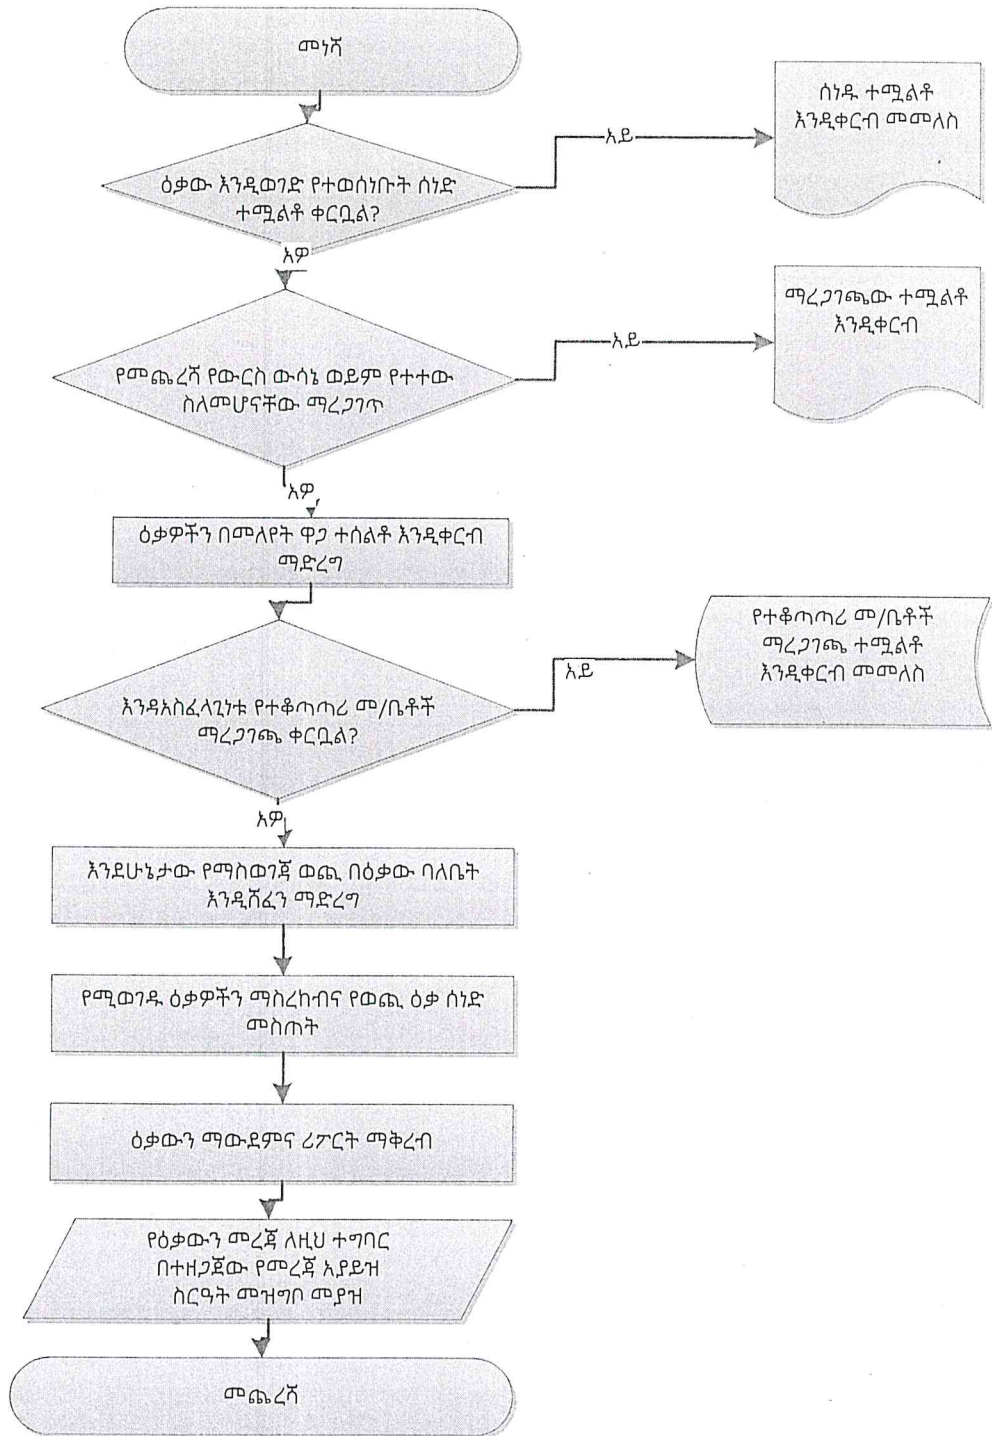 መነሻ
ሰነዱ ተሟልቶ
እንዲቀርብ መመለስ
አይ
ዕቃው እንዲወገድ የተወሰነቡት ሰነድ
ተሟልቶ ቀርቧል?
አዎ
ማረጋገጫው ተሟልቶ
እንዲቀርብ
አይ
የመጨረሻ የውርስ ውሳኔ ወይም የተተው
ስለመሆናቸው ማረጋገጥ
አዎ
ዕቃዎችን በመለየት ዋጋ ተሰልቶ እንዲቀርብ
ማድረግ
የተቆጣጣሪ መ/ቤቶች
ማረጋገጫ ተሟልቶ
እንዲቀርብ መመለስ
አይ
እንዳአስፈላጊነቱ የተቆጣጣሪ መ/ቤቶች
ማረጋገጫ ቀርቧል?
አዎ
እንደሁኔታው የማስወገጃ ወጪ በዕቃው ባለቤት
እንዲሸፈን ማድረግ
የሚወገዱ ዕቃዎችን ማስረከብና የወጪ ዕቃ ሰነድ
መስጠት
ዕቃውን ማውደምና ሪፖርት ማቅረብ
የዕቃውን መረጃ ለዚህ ተግባር
በተዘጋጀው የመረጃ አያይዝ
ስርዓት መዝግቦ መያዝ
መጨረሻ